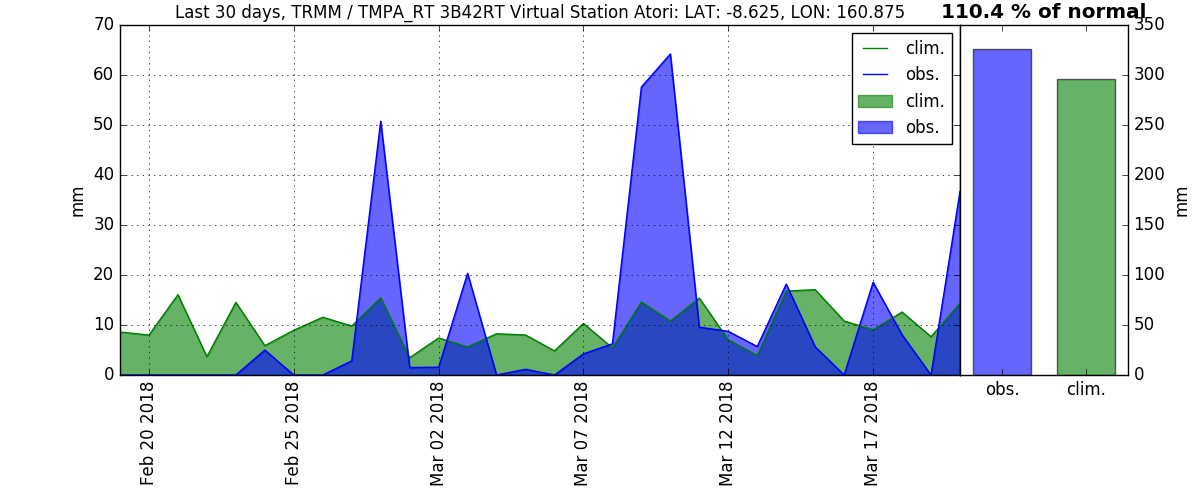 Last 30 days, TRMM / TMPA_RT 3B42RT Virtual Station Atori: LAT: -8.625, LON: 160.875
110.4 % of normal
70
60
50
40
30
20
10
0
mm
clim.
obs.
clim.
obs.
350
300
250
200
150
100
50
0
mm
Feb 20 2018
Feb 25 2018
Mar 02 2018
Mar 07 2018
Mar 12 2018
Mar 17 2018
obs.
clim.